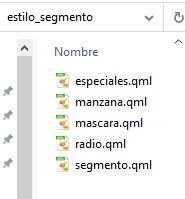 estilo_segmento
Nombre
especiales.qml
manzana.qml
mascara.qml
radio.qml
segmento.qml